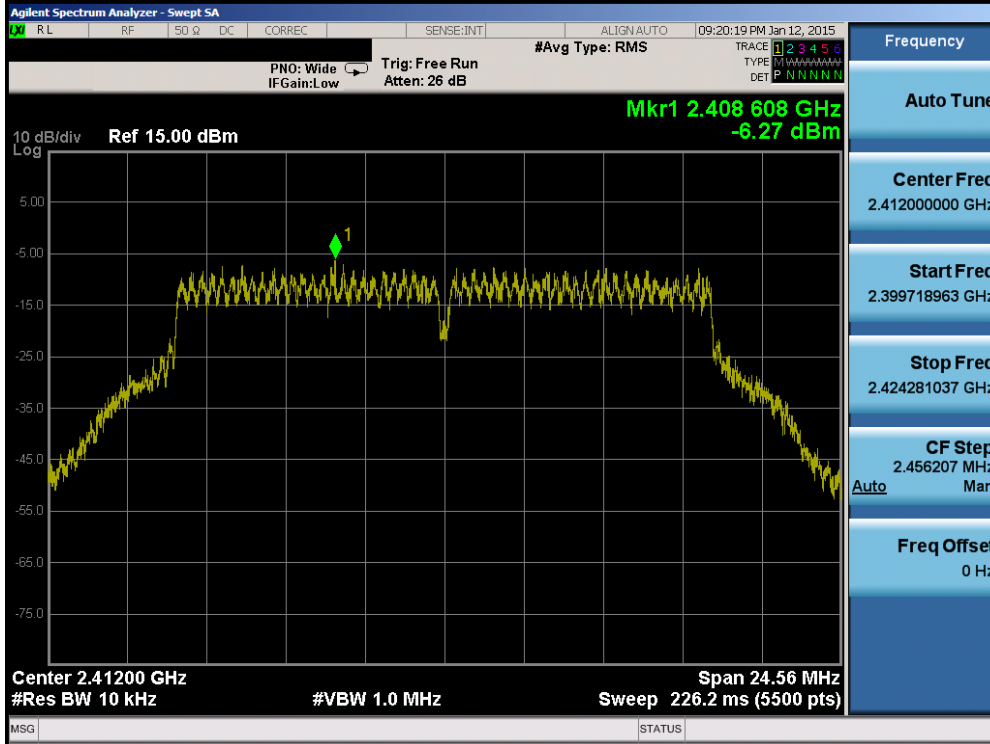 Agilent Spectrum Analyzer - Swept SA
LXI RL RF 50 Ω DC CORREC SENSE:INT ALIGN AUTO 09:20:19 PM Jan 12, 2015
#Avg Type: RMS
TRACE 1 2 3 4 5 6
TYPE M WWWWW
DET P N N N N N
PNO: Wide
IFGain:Low
Trig: Free Run
Atten: 26 dB
Mkr1 2.408 608 GHz
-6.27 dBm
10 dB/div
Log
Ref 15.00 dBm
1
5.00
-5.00
-15.0
-25.0
-35.0
-45.0
-55.0
-65.0
-75.0
Center 2.41200 GHz
Span 24.56 MHz
#Res BW 10 kHz
#VBW 1.0 MHz
Sweep 226.2 ms (5500 pts)
MSG
STATUS
Frequency
Auto Tune
Center Freq
2.412000000 GHz
Start Freq
2.399718963 GHz
Stop Freq
2.424281037 GHz
CF Step
2.456207 MHz
Auto Man
Freq Offset
0 Hz